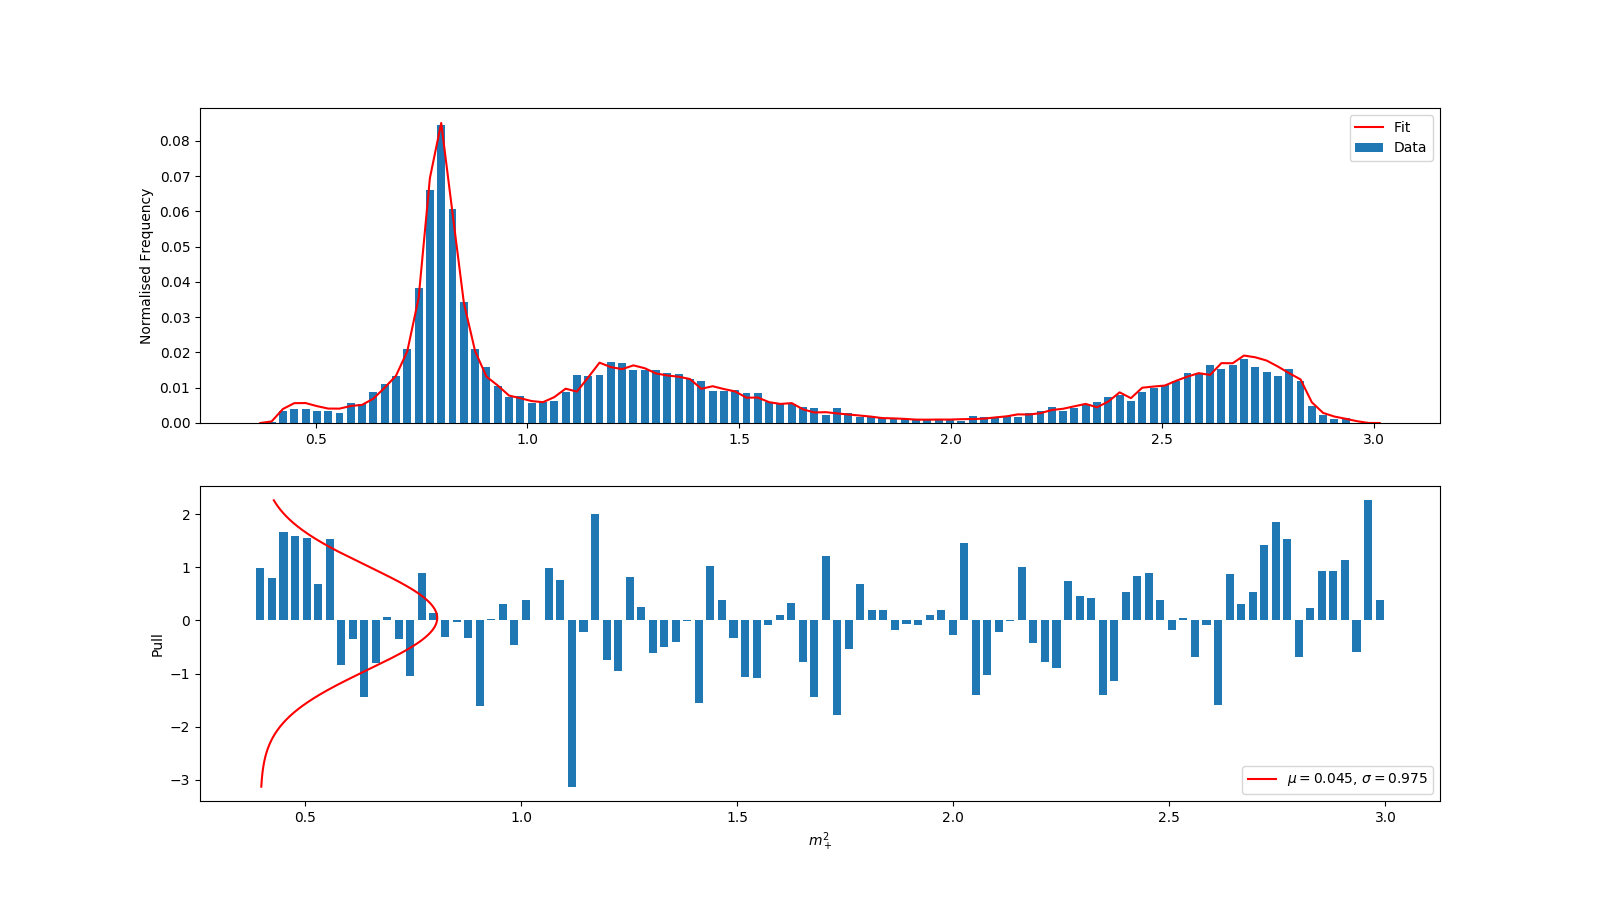 Normalised Frequency
0.08
0.07
0.06
0.05
0.04
0.03
0.02
0.01
0.00
0.5 1.0 1.5 2.0 2.5 3.0
Fit
Data
Pull
2
1
0
−1
−2
−3
0.5 1.0 1.5 2.0 2.5 3.0
μ = 0.045, σ = 0.975
m₊²